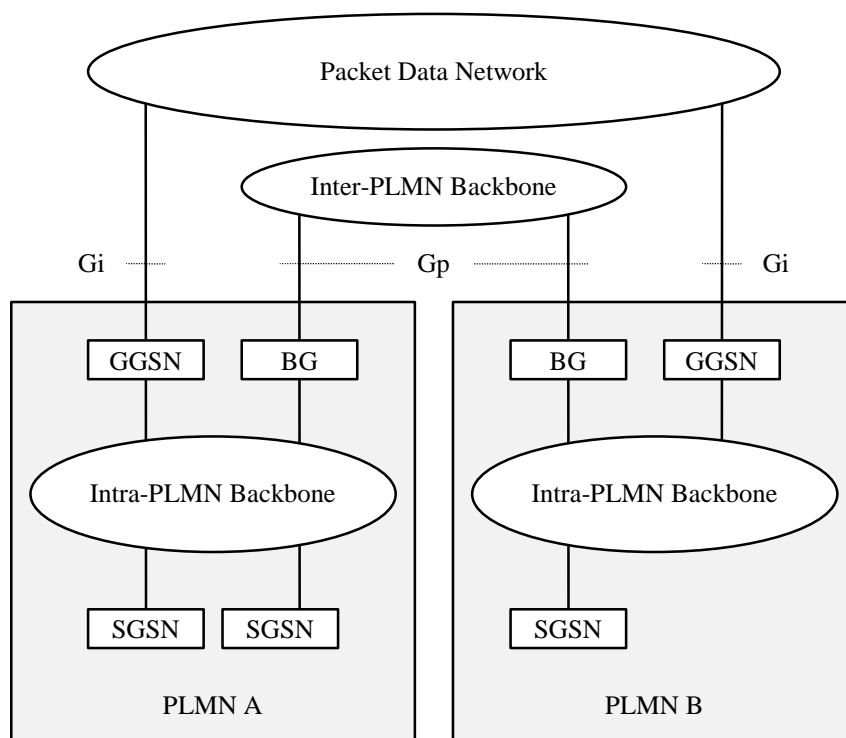 Packet Data Network
Inter-PLMN Backbone
Gi
Gp
Gi
GGSN
BG
BG
GGSN
Intra-PLMN Backbone
Intra-PLMN Backbone
SGSN
SGSN
SGSN
PLMN A
PLMN B